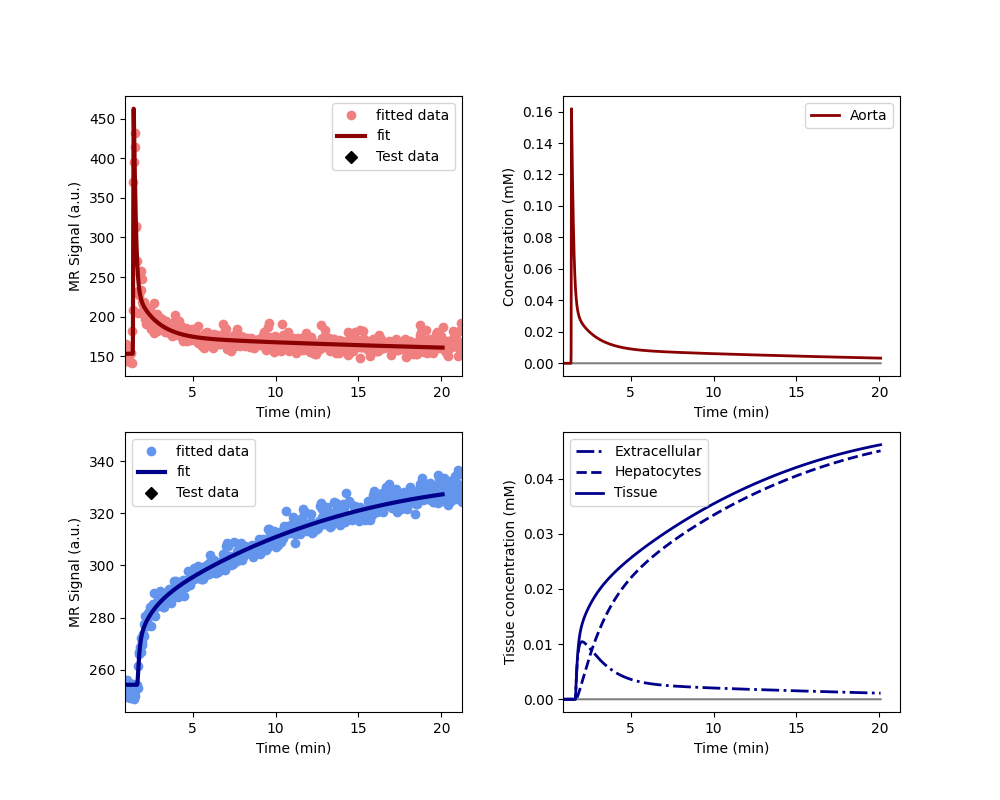 fitted data
fit
Test data
MR Signal (a.u.)
450
400
350
300
250
200
150
5
10
15
20
Time (min)
Aorta
Concentration (mM)
0.16
0.14
0.12
0.10
0.08
0.06
0.04
0.02
0.00
5
10
15
20
Time (min)
fitted data
fit
Test data
MR Signal (a.u.)
340
320
300
280
260
5
10
15
20
Time (min)
Extracellular
Hepatocytes
Tissue
Tissue concentration (mM)
0.04
0.03
0.02
0.01
0.00
5
10
15
20
Time (min)